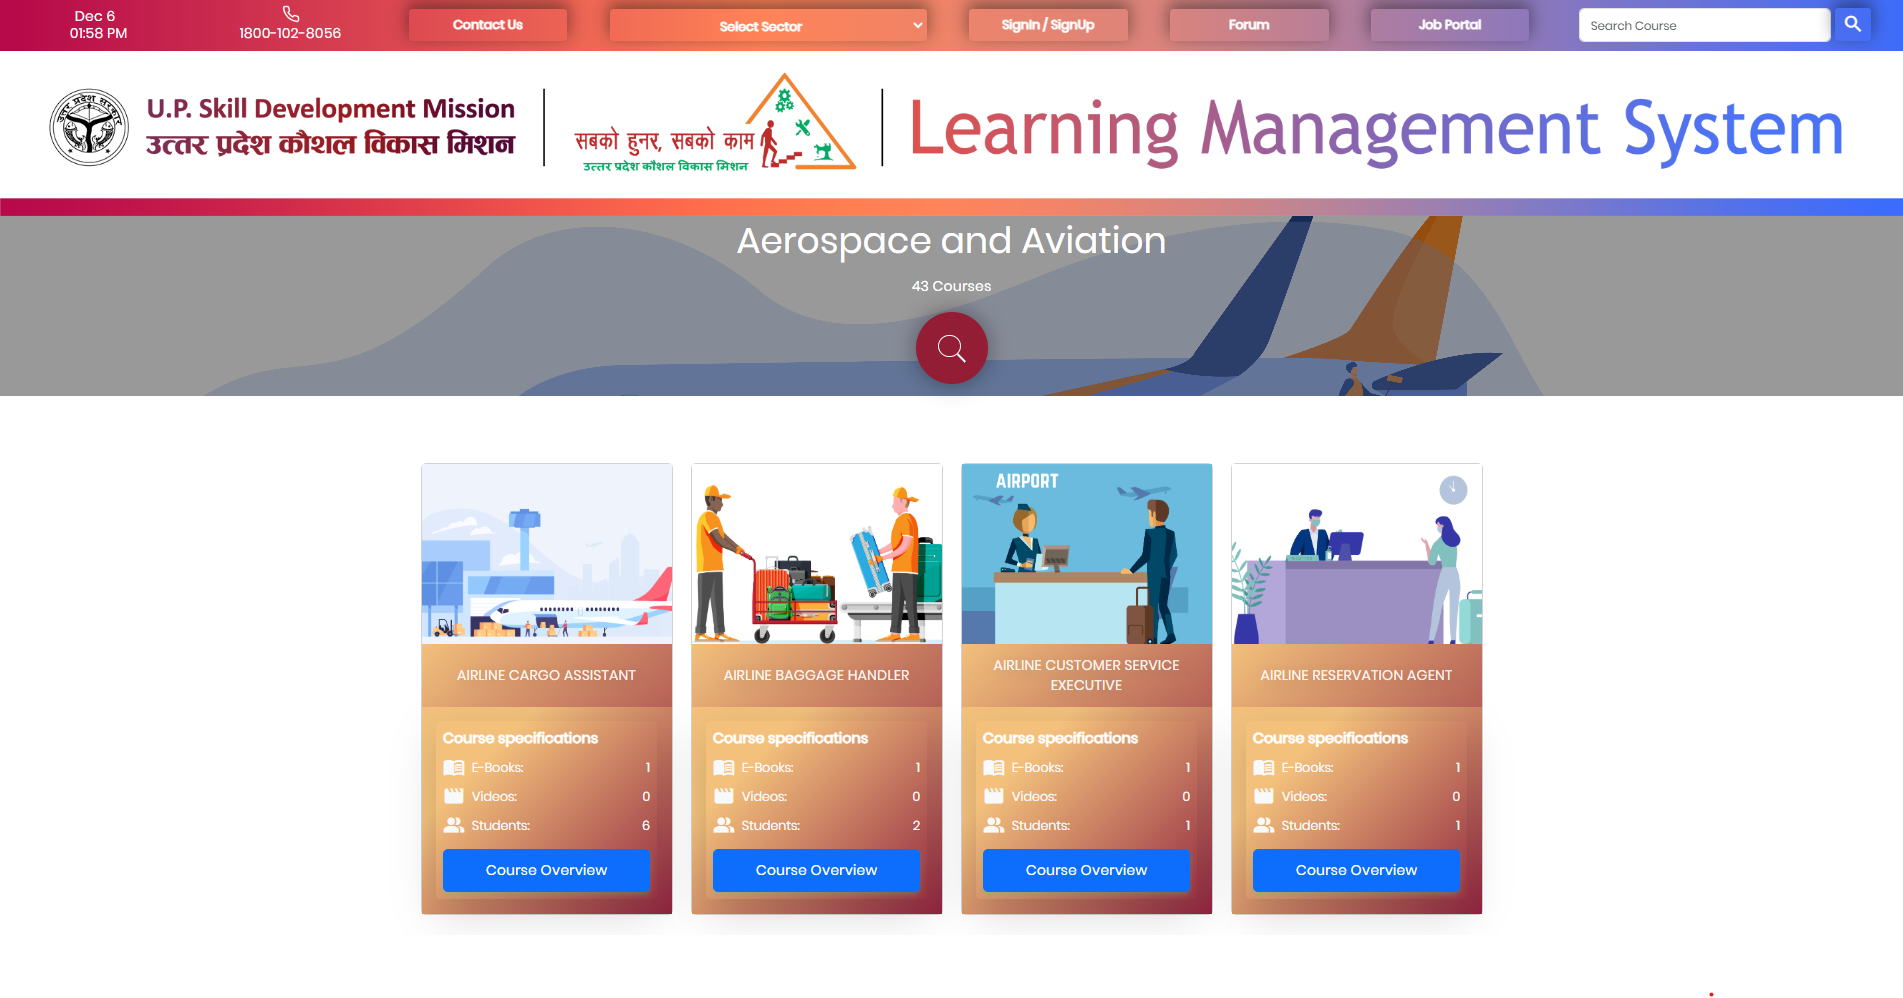 Dec 6
01:58 PM
1800-102-8056
Contact Us
Select Sector
SignIn / SignUp
Forum
Job Portal
Search Course
उत्तर प्रदेश सरकार
U.P. Skill Development Mission
उत्तर प्रदेश कौशल विकास मिशन
सबको हुनर, सबको काम
उत्तर प्रदेश कौशल विकास मिशन
Learning Management System
Aerospace and Aviation
43 Courses
AIRLINE CARGO ASSISTANT
Course specifications
E-Books: 1
Videos: 0
Students: 6
Course Overview
AIRLINE BAGGAGE HANDLER
Course specifications
E-Books: 1
Videos: 0
Students: 2
Course Overview
AIRPORT
AIRLINE CUSTOMER SERVICE
EXECUTIVE
Course specifications
E-Books: 1
Videos: 0
Students: 1
Course Overview
AIRLINE RESERVATION AGENT
Course specifications
E-Books: 1
Videos: 0
Students: 1
Course Overview